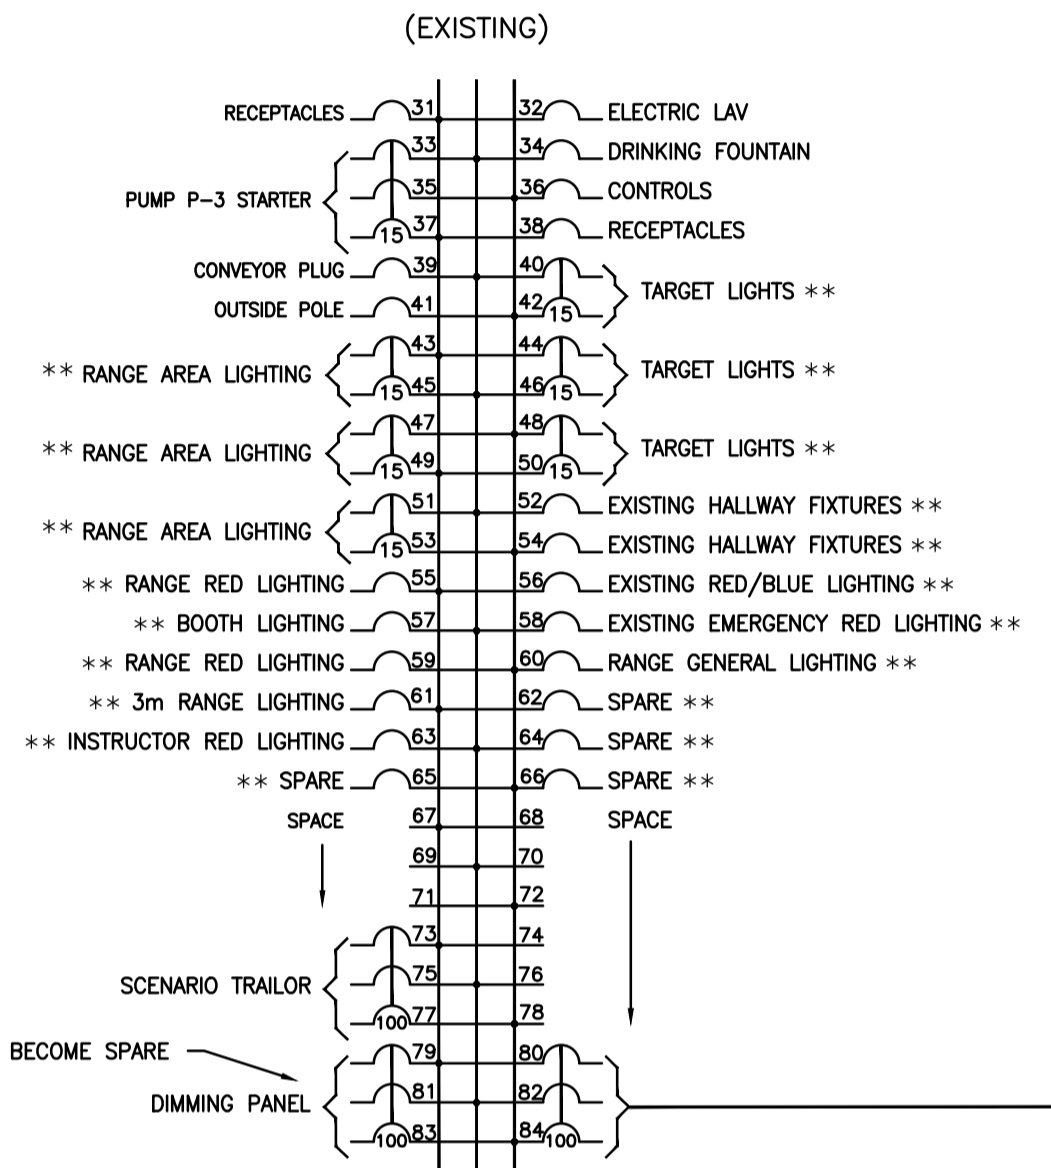 (EXISTING)
RECEPTACLES 31 32 ELECTRIC LAV
33 34 DRINKING FOUNTAIN
PUMP P-3 STARTER 35 36 CONTROLS
15 37 38 RECEPTACLES
CONVEYOR PLUG 39 40
TARGET LIGHTS **
OUTSIDE POLE 41 42 15
43 44
** RANGE AREA LIGHTING TARGET LIGHTS **
15 45 46 15
47 48
** RANGE AREA LIGHTING TARGET LIGHTS **
15 49 50 15
51 52 EXISTING HALLWAY FIXTURES **
** RANGE AREA LIGHTING
15 53 54 EXISTING HALLWAY FIXTURES **
** RANGE RED LIGHTING 55 56 EXISTING RED/BLUE LIGHTING **
** BOOTH LIGHTING 57 58 EXISTING EMERGENCY RED LIGHTING **
** RANGE RED LIGHTING 59 60 RANGE GENERAL LIGHTING **
** 3m RANGE LIGHTING 61 62 SPARE **
** INSTRUCTOR RED LIGHTING 63 64 SPARE **
** SPARE 65 66 SPARE **
SPACE 67 68 SPACE
69 70
71 72
73 74
SCENARIO TRAILOR 75 76
100 77 78
BECOME SPARE 79 80
DIMMING PANEL 81 82
100 83 84 100